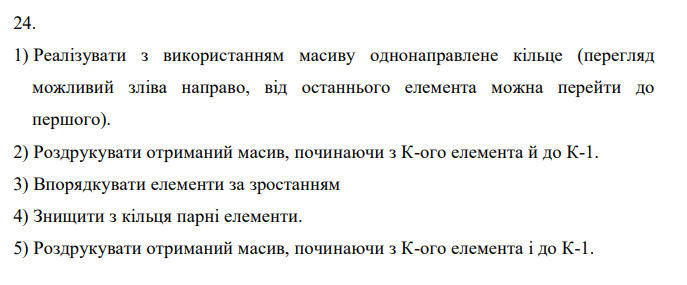 24.
1) Реалізувати з використанням масиву однонаправлене кільце (перегляд
можливий зліва направо, від останнього елемента можна перейти до
першого).
2) Роздрукувати отриманий масив, починаючи з К-ого елемента й до К-1.
3) Впорядкувати елементи за зростанням
4) Знищити з кільця парні елементи.
5) Роздрукувати отриманий масив, починаючи з К-ого елемента і до К-1.